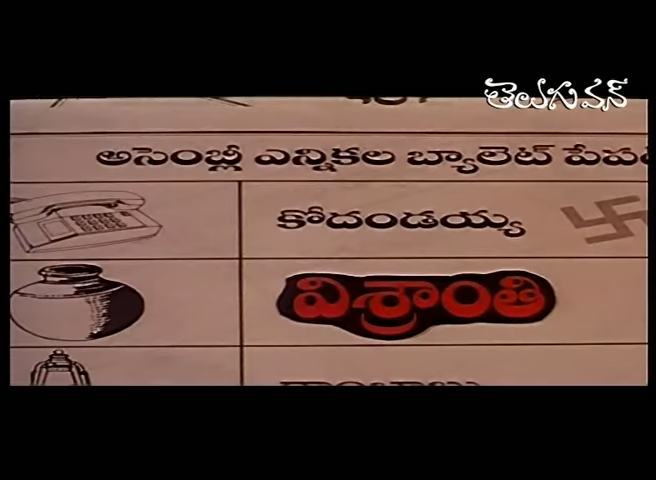 తెలుగువన్
అసెంబ్లీ ఎన్నికల బ్యాలెట్
కోదండయ్య
విశ్రాంతి